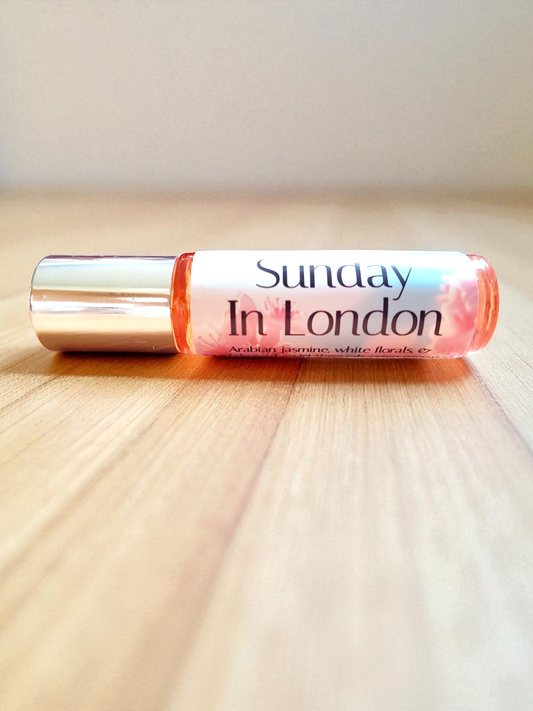 Sunday
In London
Arabian Jasmine, white florals, &